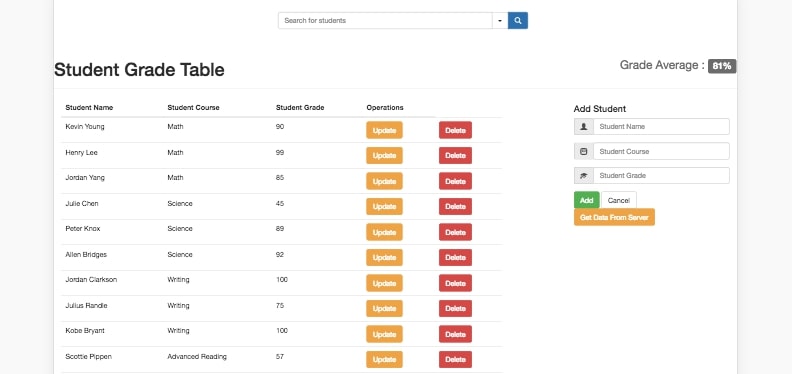 Search for students
Student Grade Table
Grade Average : 81%
Student Name Student Course Student Grade Operations
Kevin Young Math 90 Update Delete
Henry Lee Math 99 Update Delete
Jordan Yang Math 85 Update Delete
Julie Chen Science 45 Update Delete
Peter Knox Science 89 Update Delete
Allen Bridges Science 92 Update Delete
Jordan Clarkson Writing 100 Update Delete
Julius Randle Writing 75 Update Delete
Kobe Bryant Writing 100 Update Delete
Scottie Pippen Advanced Reading 57 Update Delete
Add Student
Student Name
Student Course
Student Grade
Add Cancel
Get Data From Server